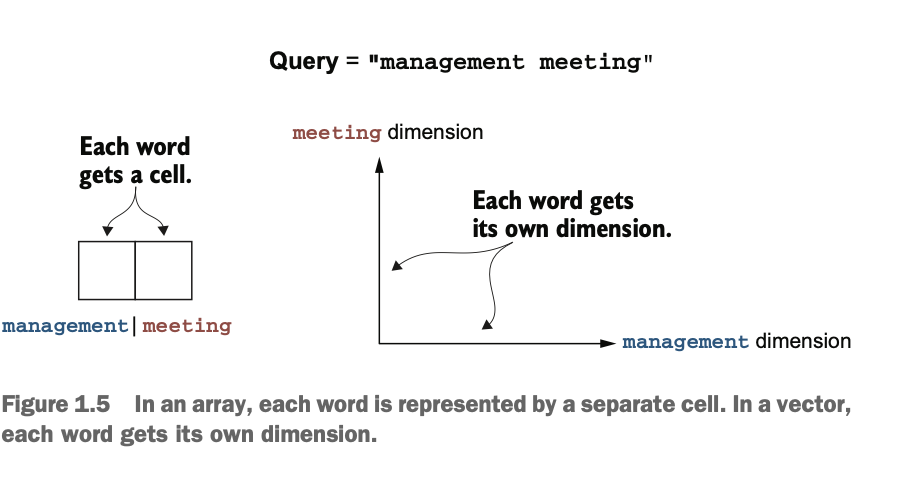 Query = "management meeting"
Each word
gets a cell.
management|meeting
meeting dimension
Each word gets
its own dimension.
management dimension
Figure 1.5 In an array, each word is represented by a separate cell. In a vector,
each word gets its own dimension.